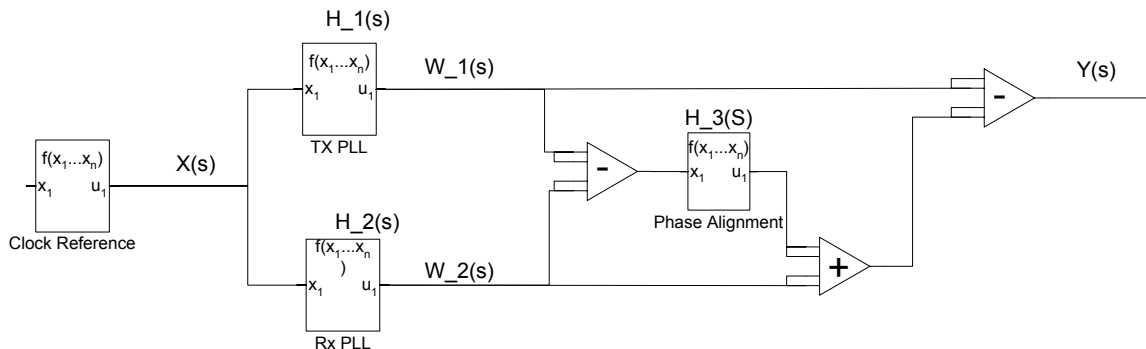 H_1(s)
f(x₁...xₙ)
x₁ u₁
TX PLL
W_1(s)
Y(s)
-
H_3(S)
f(x₁...xₙ)
x₁ u₁
Phase Alignment
-
f(x₁...xₙ)
x₁ u₁
Clock Reference
X(s)
H_2(s)
f(x₁...xₙ
)
x₁ u₁
Rx PLL
W_2(s)
+